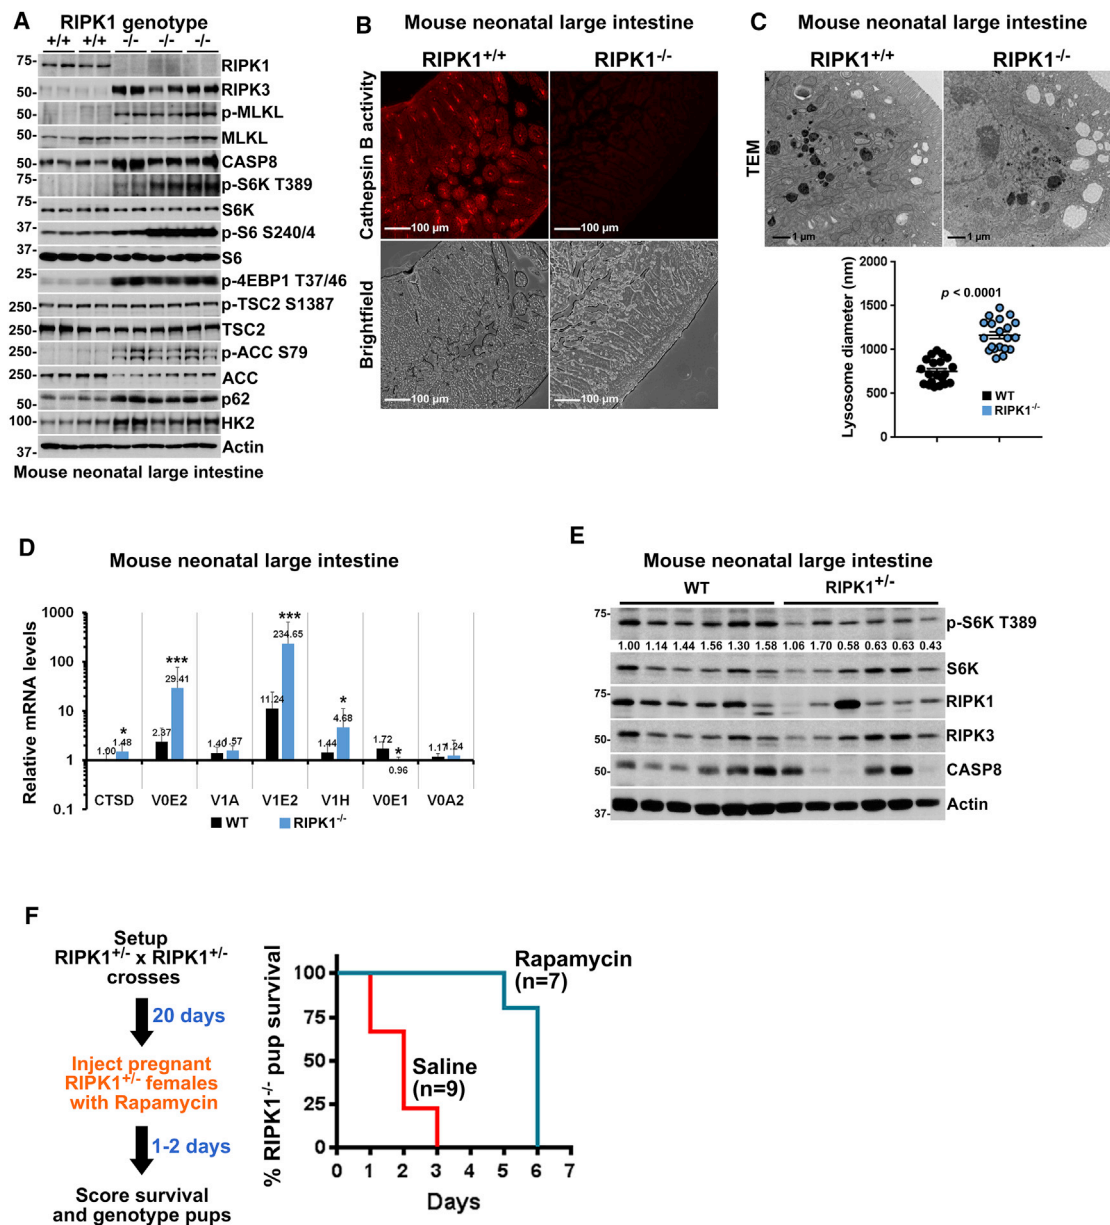 A
RIPK1 genotype
+/+ +/+ -/- -/- -/-
75- RIPK1
50- RIPK3
50- p-MLKL
50- MLKL
50- CASP8
75- p-S6K T389
75- S6K
37- p-S6 S240/4
37- S6
25- p-4EBP1 T37/46
250- p-TSC2 S1387
250- TSC2
250- p-ACC S79
250- ACC
50- p62
100- HK2
37- Actin
Mouse neonatal large intestine
B
Mouse neonatal large intestine
RIPK1+/+ RIPK1-/-
Cathepsin B activity
100 µm 100 µm
Brightfield
100 µm 100 µm
C
Mouse neonatal large intestine
RIPK1+/+ RIPK1-/-
TEM
1 µm 1 µm
Lysosome diameter (nm)
2000
1500
1000
500
0
p < 0.0001
WT
RIPK1-/-
D
Mouse neonatal large intestine
Relative mRNA levels
1000
100
10
1
0.1
1.00 1.48 *
2.37 29.41 ***
1.40 1.57
11.24 234.65 ***
1.44 4.68 *
1.72 0.96 *
1.17 1.24
CTSD V0E2 V1A V1E2 V1H V0E1 V0A2
WT RIPK1-/-
E
Mouse neonatal large intestine
WT RIPK1+/-
75- p-S6K T389
1.00 1.14 1.44 1.56 1.30 1.58 1.06 1.70 0.58 0.63 0.63 0.43
S6K
75- RIPK1
50- RIPK3
50- CASP8
37- Actin
F
Setup
RIPK1+/- x RIPK1+/-
crosses
20 days
Inject pregnant
RIPK1+/- females
with Rapamycin
1-2 days
Score survival
and genotype pups
% RIPK1-/- pup survival
100
75
50
25
0
Rapamycin
(n=7)
Saline
(n=9)
0 1 2 3 4 5 6 7
Days